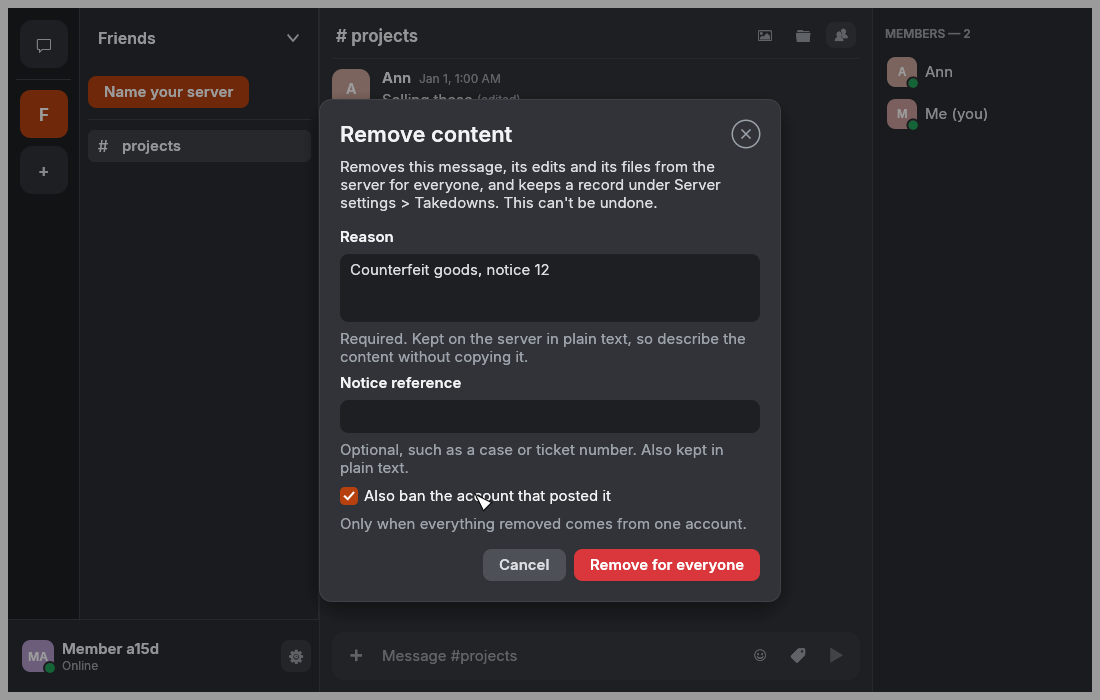 Friends
# projects
MEMBERS — 2
Name your server
F
+
# projects
A
Ann Jan 1, 1:00 AM
Selling these (edited)
A Ann
M Me (you)
Remove content
Removes this message, its edits and its files from the
server for everyone, and keeps a record under Server
settings > Takedowns. This can't be undone.
Reason
Counterfeit goods, notice 12
Required. Kept on the server in plain text, so describe the
content without copying it.
Notice reference
Optional, such as a case or ticket number. Also kept in
plain text.
Also ban the account that posted it
Only when everything removed comes from one account.
Cancel
Remove for everyone
MA
Member a15d
Online
+ Message #projects